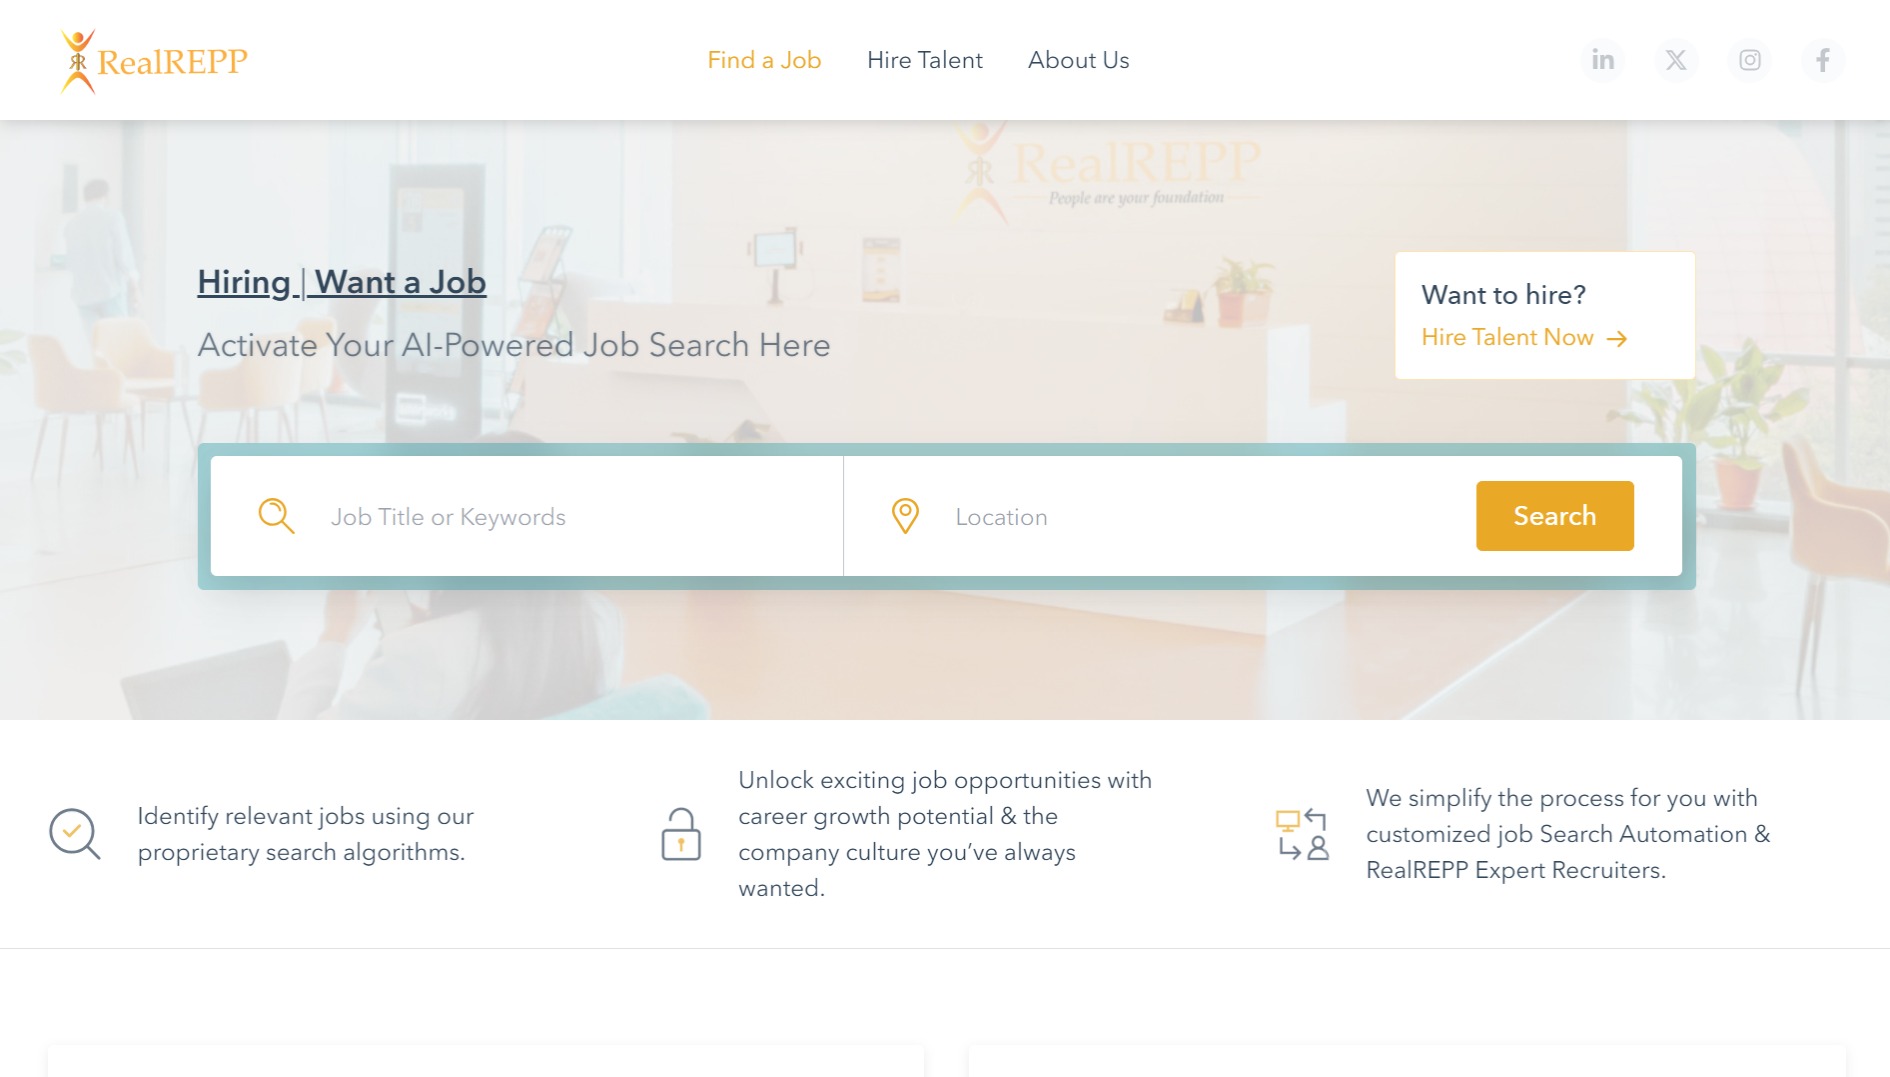 RealREPP
Find a Job
Hire Talent
About Us
RealREPP
People are your foundation
Hiring | Want a Job
Activate Your AI-Powered Job Search Here
Want to hire?
Hire Talent Now →
Job Title or Keywords
Location
Search
Identify relevant jobs using our
proprietary search algorithms.
Unlock exciting job opportunities with
career growth potential & the
company culture you’ve always
wanted.
We simplify the process for you with
customized job Search Automation &
RealREPP Expert Recruiters.